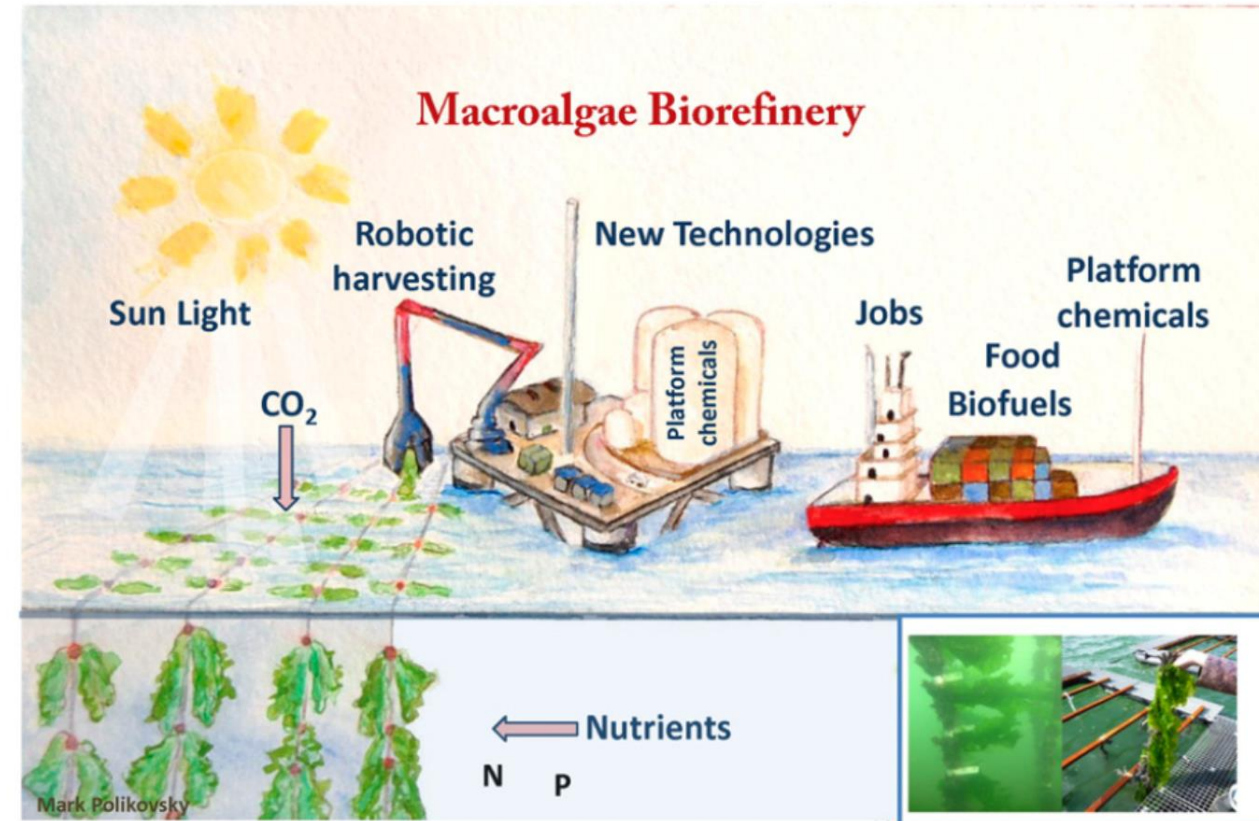 Macroalgae Biorefinery
Robotic
harvesting
New Technologies
Sun Light
Platform
chemicals
Jobs
Food
Biofuels
CO₂
Platform
chemicals
Nutrients
N P
Mark Polikovsky